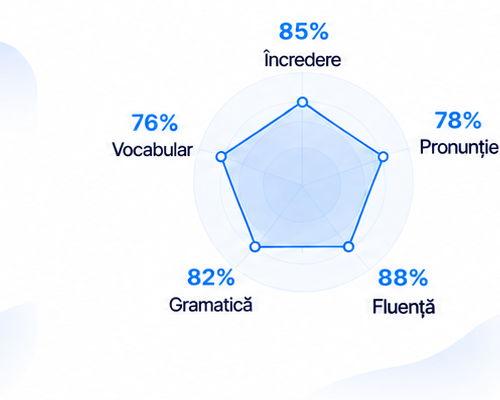 85%
Încredere
76%
Vocabular
78%
Pronunție
82%
Gramatică
88%
Fluență